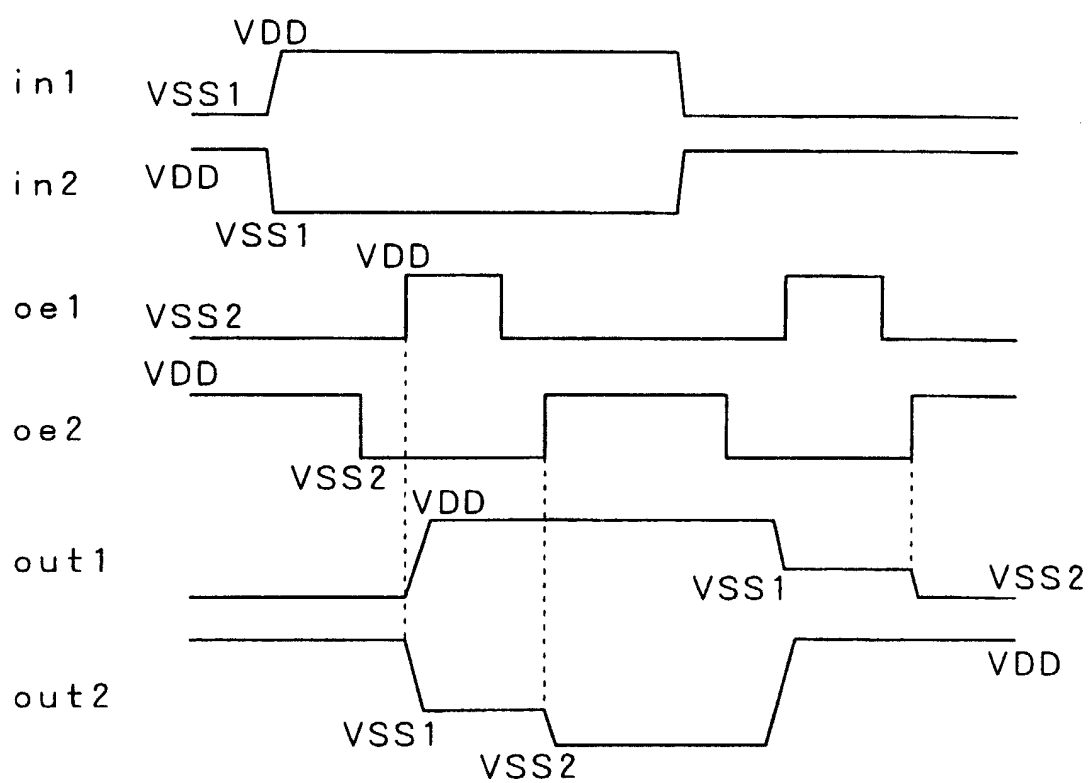 VDD
in1
VSS1
in2
VDD
VSS1
VDD
oe1
VSS2
VDD
oe2
VSS2
VDD
out1
VSS1
VSS2
out2
VDD
VSS1
VSS2